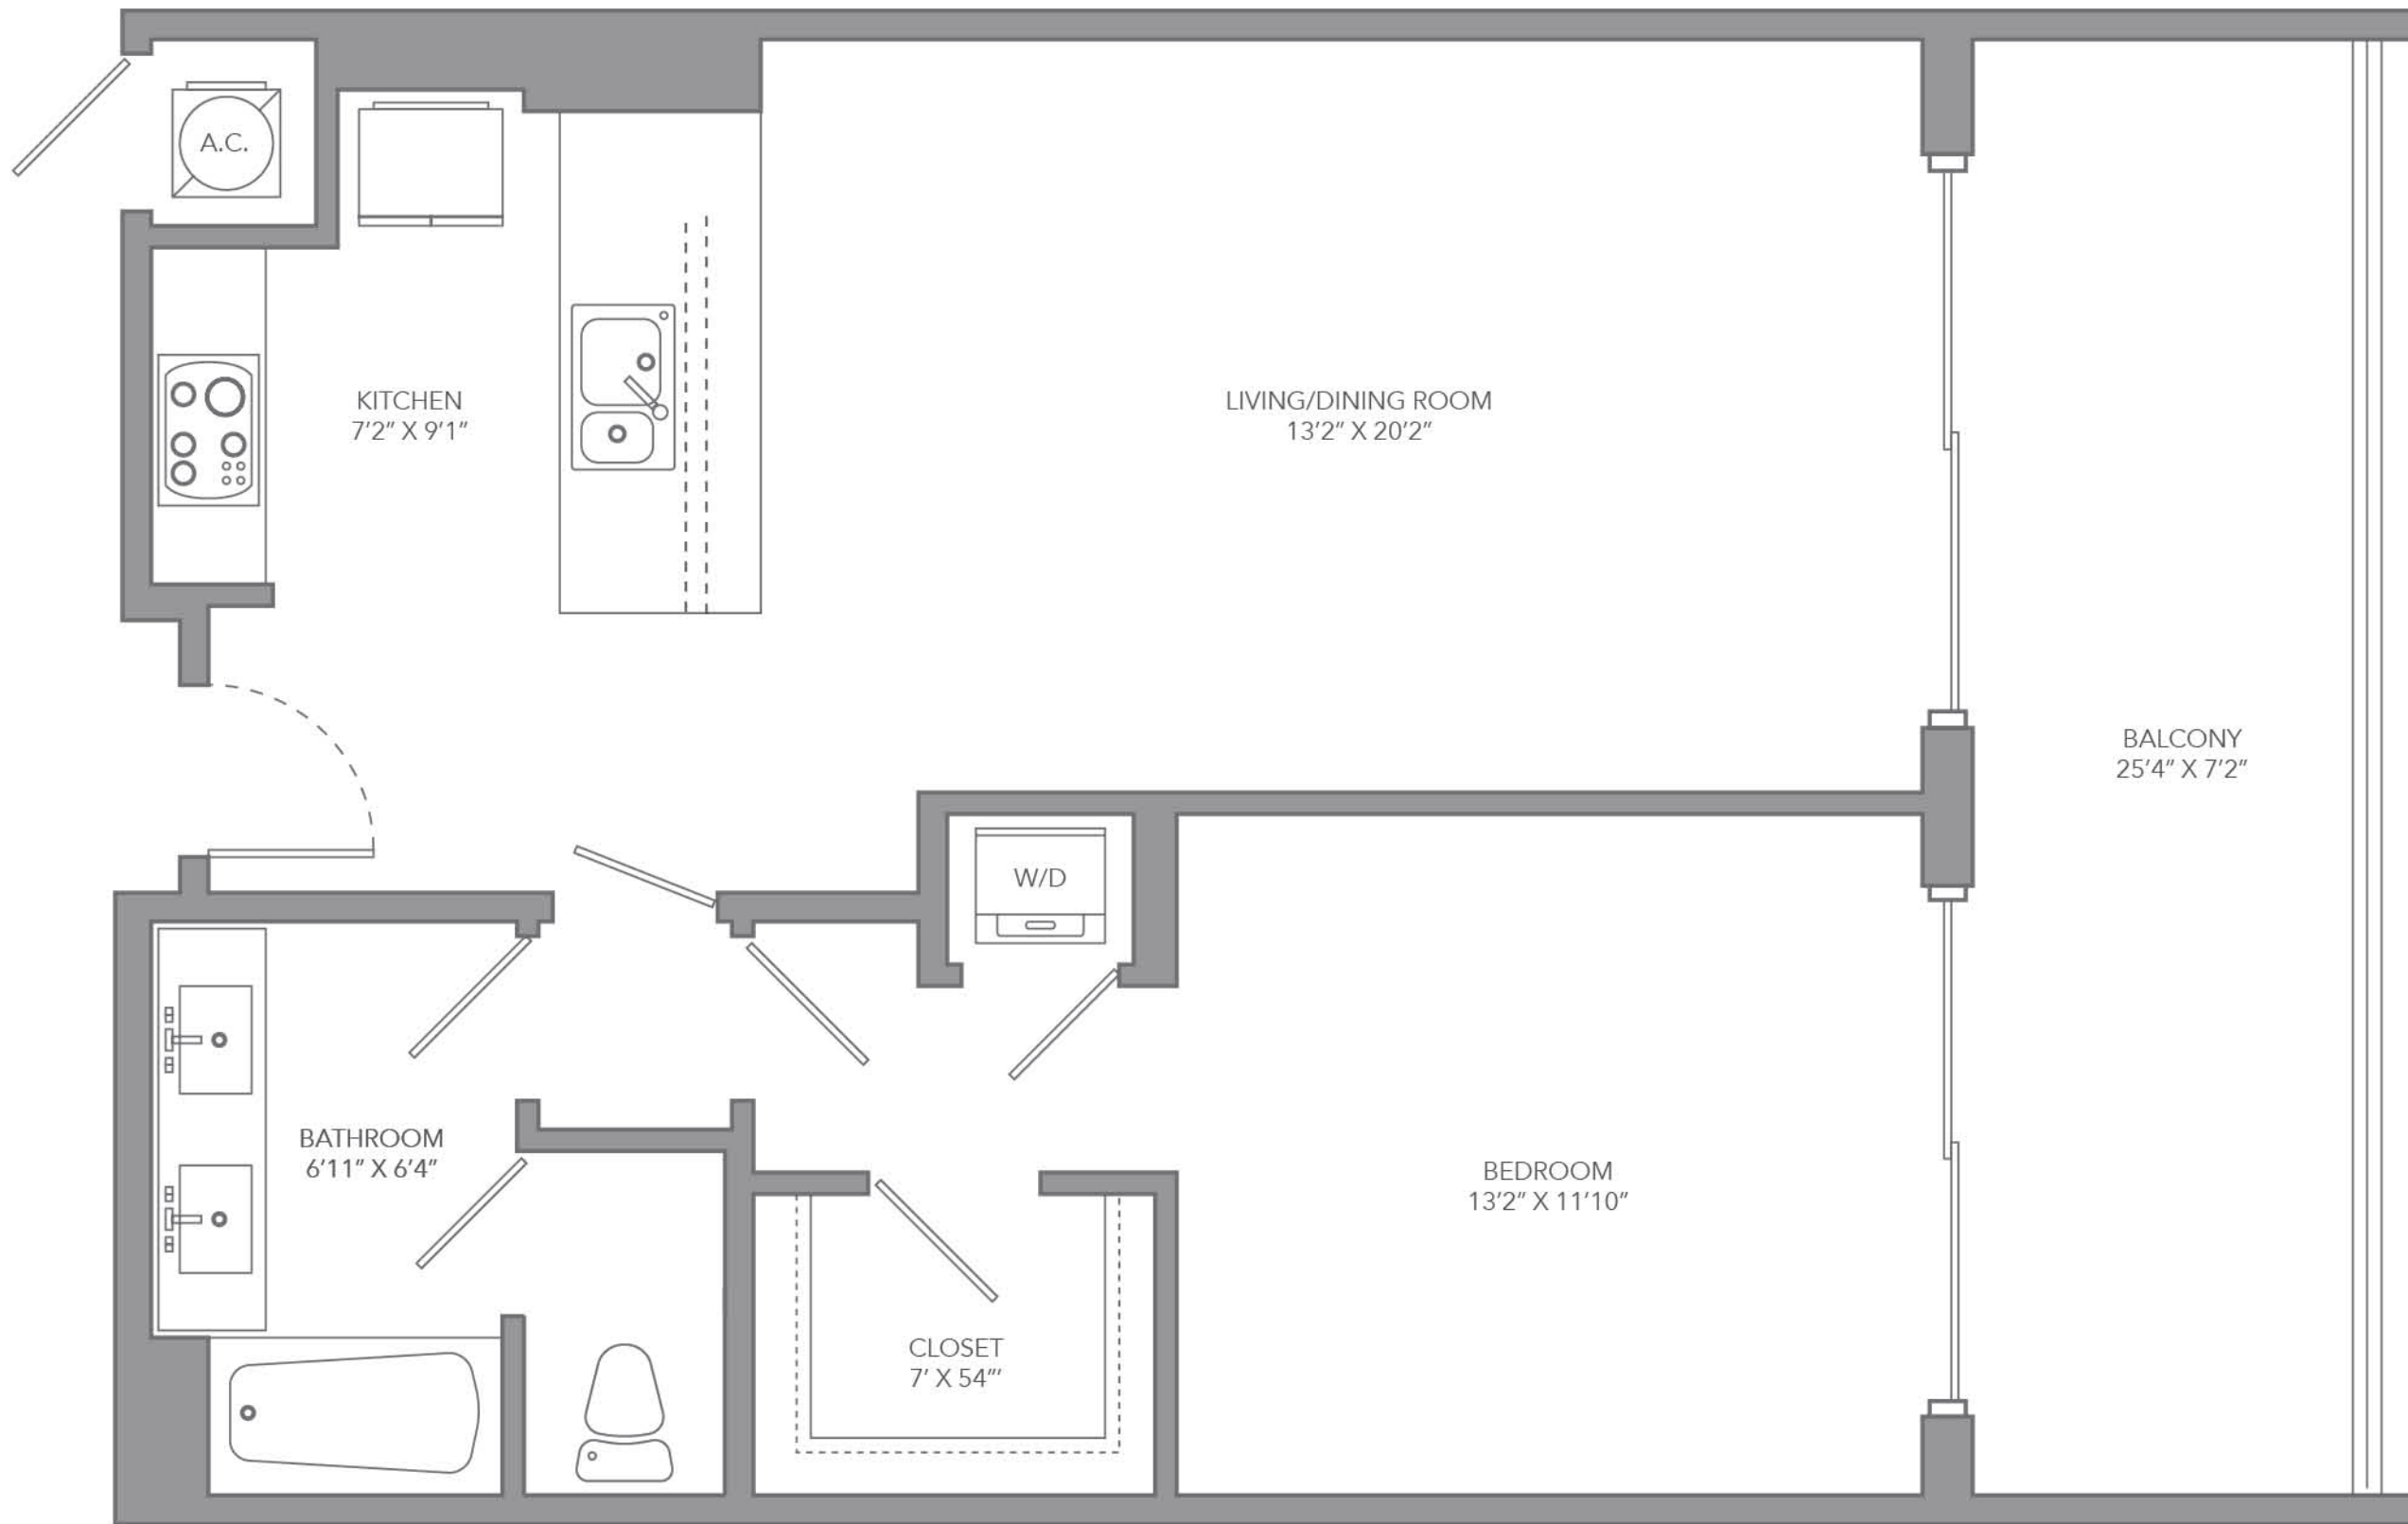 A.C.
KITCHEN
7’2” X 9’1”
LIVING/DINING ROOM
13’2” X 20’2”
BALCONY
25’4” X 7’2”
W/D
BATHROOM
6’11” X 6’4”
BEDROOM
13’2” X 11’10”
CLOSET
7’ X 54”’